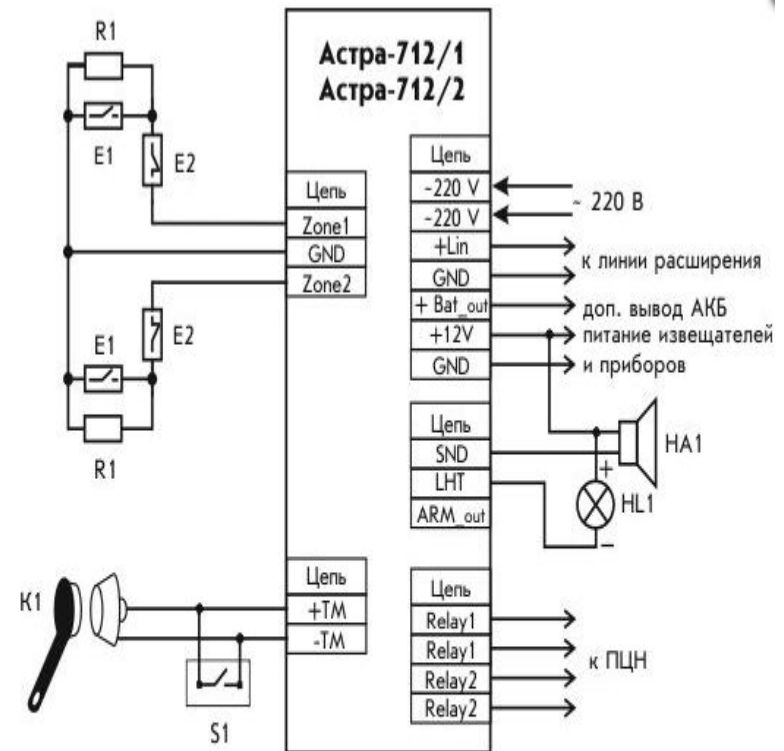 R1
E1
E2
E1
E2
R1
K1
S1
Астра-712/1
Астра-712/2
Цепь
Zone1
GND
Zone2
Цепь
+TM
-TM
Цепь
~220 V
~220 V
+Lin
GND
+ Bat_out
+12V
GND
Цепь
SND
LHT
ARM_out
Цепь
Relay1
Relay1
Relay2
Relay2
~ 220 В
к линии расширения
доп. вывод АКБ
питание извещателей
и приборов
HA1
+
HL1
−
к ПЦН